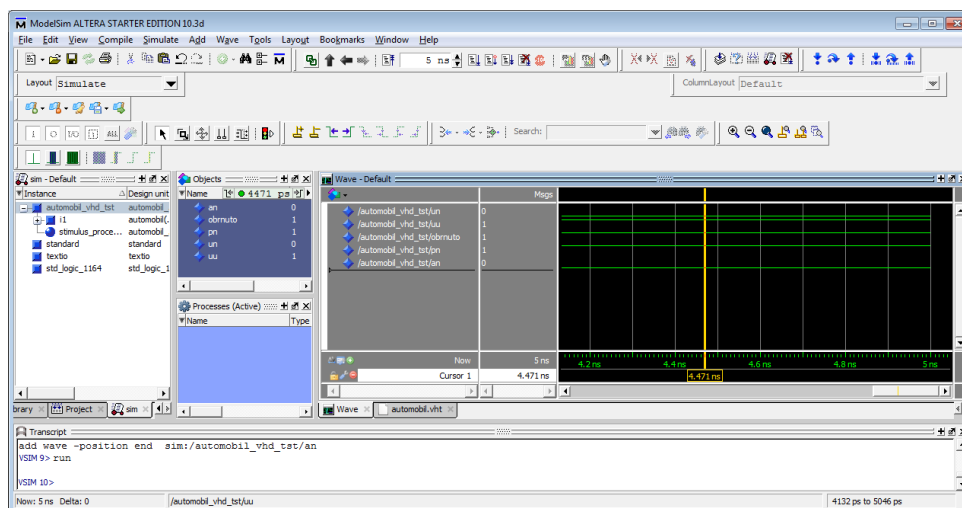 ModelSim ALTERA STARTER EDITION 10.3d
File Edit View Compile Simulate Add Wave Tools Layout Bookmarks Window Help
5 ns
Layout Simulate
ColumnLayout Default
Search:
sim - Default
Instance Design unit
automobil_vhd_tst automobil_
i1 automobil(.
stimulus_proce... automobil_
standard standard
textio textio
std_logic_1164 std_logic_1
brary Project sim
Objects
Name 4471 ps
an 0
obrnuto 1
pn 1
un 0
uu 1
Processes (Active)
Name Type
Wave - Default
Msgs
/automobil_vhd_tst/un 0
/automobil_vhd_tst/uu 1
/automobil_vhd_tst/obrnuto 1
/automobil_vhd_tst/pn 1
/automobil_vhd_tst/an 0
Now 5 ns
Cursor 1 4.471 ns
4.2 ns 4.4 ns 4.6 ns 4.8 ns 5 ns
4.471 ns
Wave automobil.vht
Transcript
add wave -position end sim:/automobil_vhd_tst/an
VSIM 9> run
VSIM 10>
Now: 5 ns Delta: 0 /automobil_vhd_tst/uu 4132 ps to 5046 ps